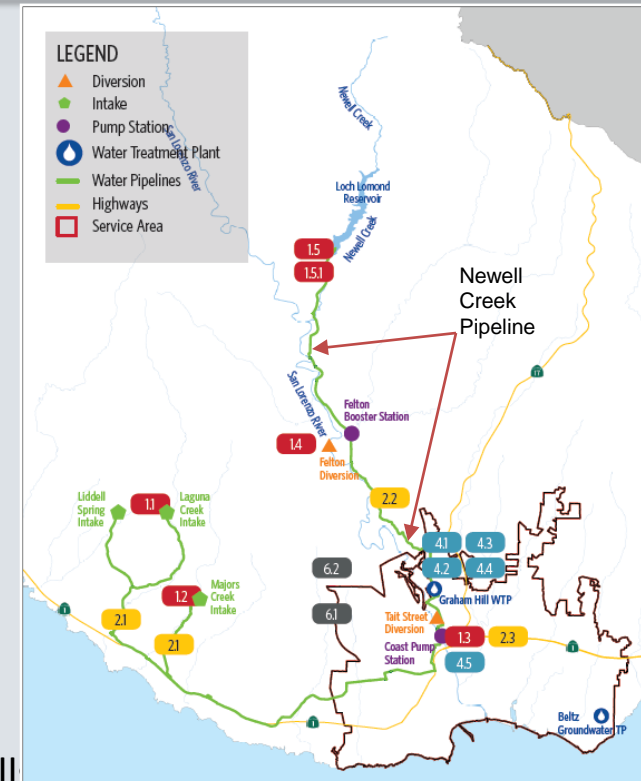 LEGEND
Diversion
Intake
Pump Station
Water Treatment Plant
Water Pipelines
Highways
Service Area
San Lorenzo River
Newell Creek
Loch Lomond
Reservoir
Newell Creek
1.5
1.5.1
Newell
Creek
Pipeline
17
San Lorenzo River
Felton
Booster Station
1.4
Felton
Diversion
2.2
Liddell
Spring
Intake
1.1
Laguna
Creek
Intake
4.1
4.3
4.2
4.4
6.2
Graham Hill WTP
1.2
Majors
Creek
Intake
1
2.1
2.1
6.1
Tait Street
Diversion
Coast Pump
Station
1.3
2.3
1
4.5
1
Beltz
Groundwater TP